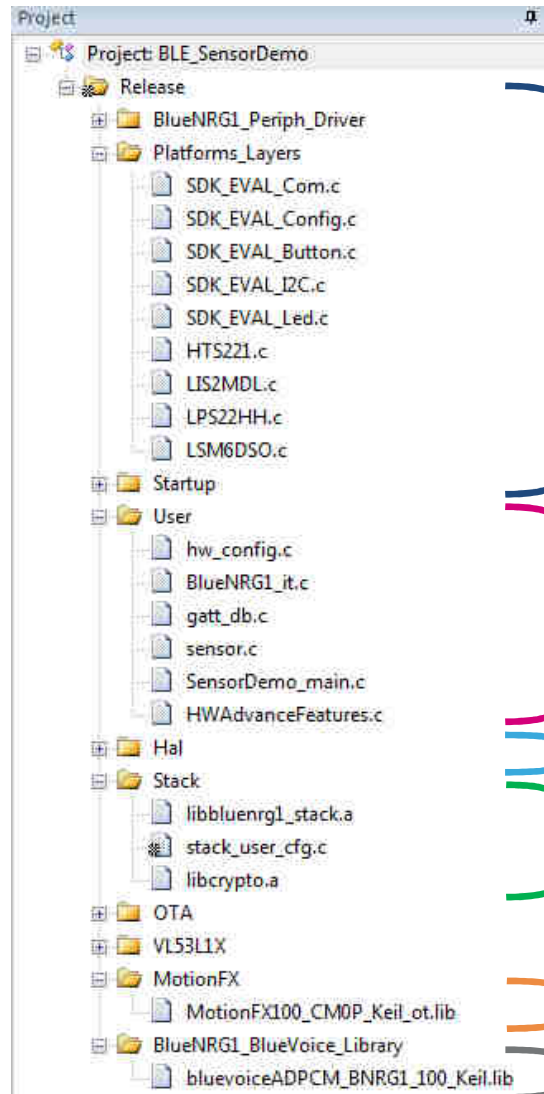 Project
Project: BLE_SensorDemo
Release
BlueNRG1_Periph_Driver
Platforms_Layers
SDK_EVAL_Com.c
SDK_EVAL_Config.c
SDK_EVAL_Button.c
SDK_EVAL_I2C.c
SDK_EVAL_Led.c
HTS221.c
LIS2MDL.c
LPS22HH.c
LSM6DSO.c
Startup
User
hw_config.c
BlueNRG1_it.c
gatt_db.c
sensor.c
SensorDemo_main.c
HWAdvanceFeatures.c
Hal
Stack
libbluenrg1_stack.a
stack_user_cfg.c
libcrypto.a
OTA
VL53L1X
MotionFX
MotionFX100_CM0P_Keil_ot.lib
BlueNRG1_BlueVoice_Library
bluevoiceADPCM_BNRG1_100_Keil.lib